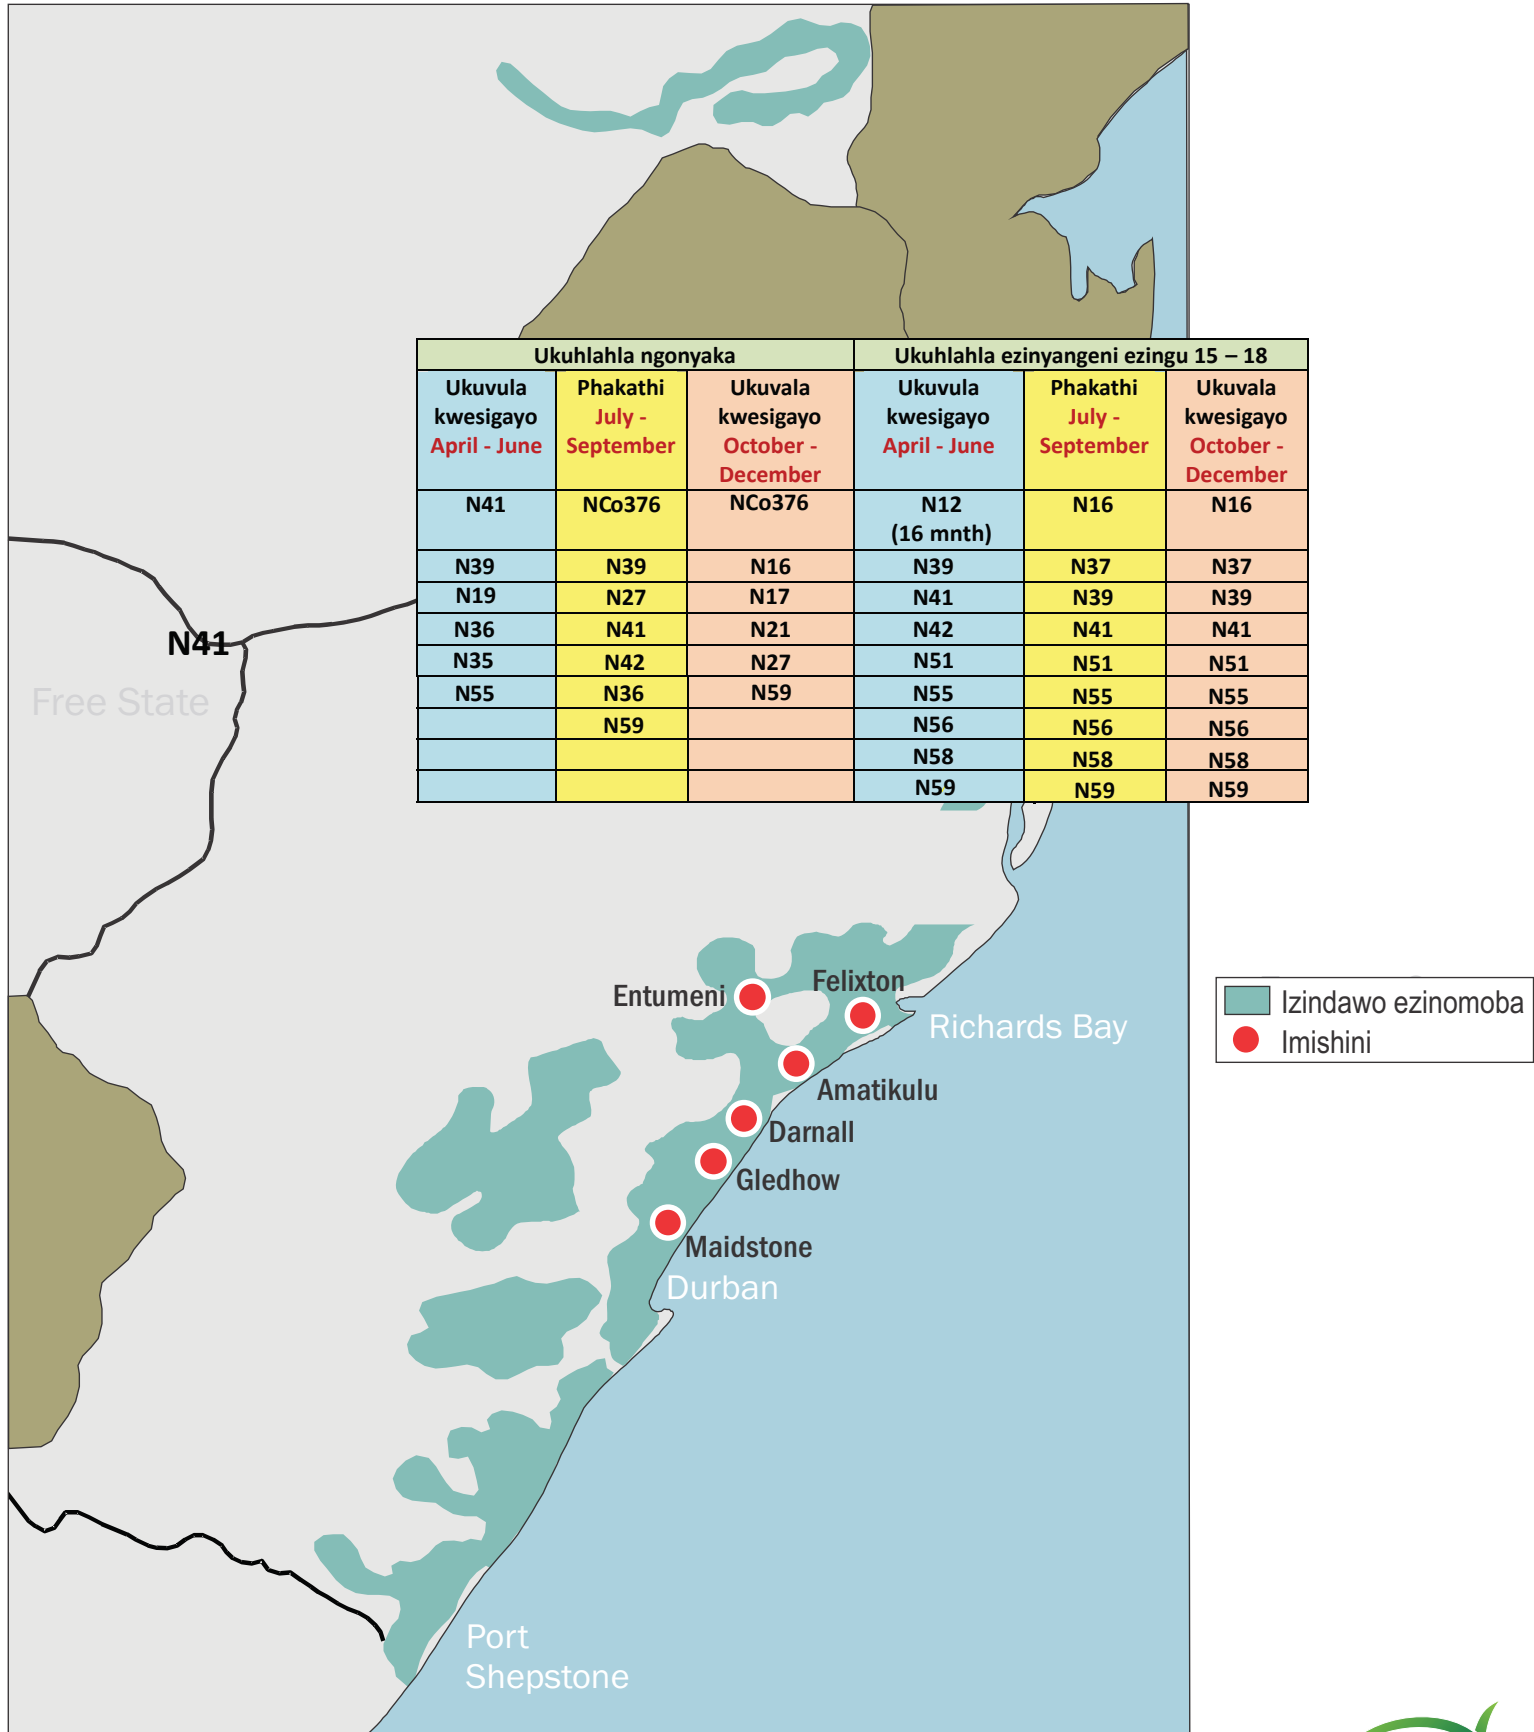 Ukuhlahla ngonyaka Ukuhlahla ezinyangeni ezingu 15 – 18
Ukuvula kwesigayo April - June Phakathi July - September Ukuvala kwesigayo October - December Ukuvula kwesigayo April - June Phakathi July - September Ukuvala kwesigayo October - December
N41 NCo376 NCo376 N12 (16 mnth) N16 N16
N39 N39 N16 N39 N37 N37
N19 N27 N17 N41 N39 N39
N36 N41 N21 N42 N41 N41
N35 N42 N27 N51 N51 N51
N55 N36 N59 N55 N55 N55
N59 N56 N56 N56
N58 N58 N58
N59 N59 N59
N41
Free State
Felixton
Entumeni
Richards Bay
Amatikulu
Darnall
Gledhow
Maidstone
Durban
Port
Shepstone
Izindawo ezinomoba
Imishini